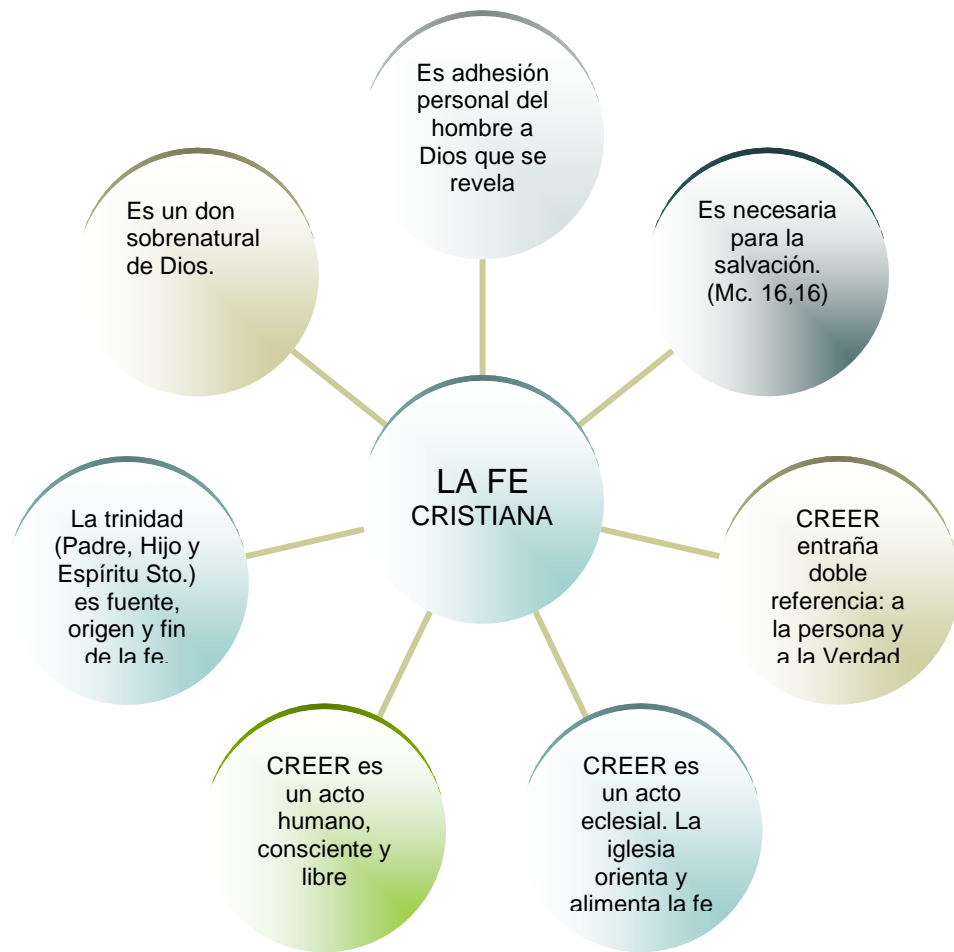 Es adhesión
personal del
hombre a
Dios que se
revela
Es necesaria
para la
salvación.
(Mc. 16,16)
CREER
entraña
doble
referencia: a
la persona y
a la Verdad
CREER es
un acto
eclesial. La
iglesia
orienta y
alimenta la fe
CREER es
un acto
humano,
consciente y
libre
La trinidad
(Padre, Hijo y
Espíritu Sto.)
es fuente,
origen y fin
de la fe.
Es un don
sobrenatural
de Dios.
LA FE
CRISTIANA